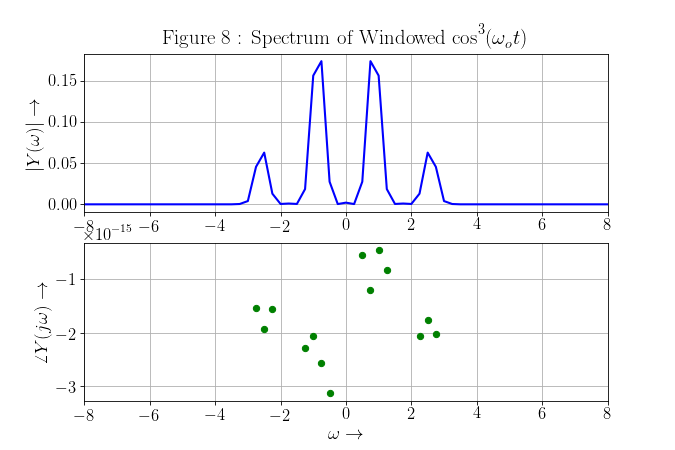 Figure 8 : Spectrum of Windowed cos³(ωₒt)
|Y(ω)| →
0.15
0.10
0.05
0.00
−8 −6 −4 −2 0 2 4 6 8
×10⁻¹⁵
∠Y(jω) →
−1
−2
−3
−8 −6 −4 −2 0 2 4 6 8
ω →